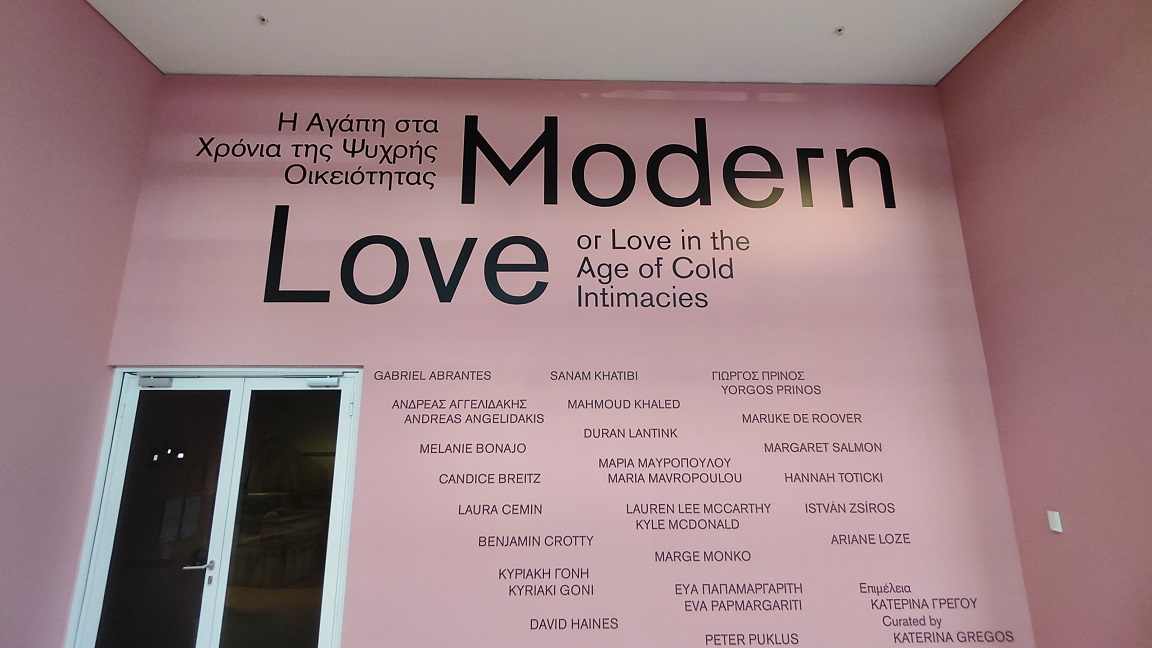 Η Αγάπη στα
Χρόνια της Ψυχρής
Οικειότητας
Modern
Love
or Love in the
Age of Cold
Intimacies
GABRIEL ABRANTES
ΑΝΔΡΕΑΣ ΑΓΓΕΛΙΔΑΚΗΣ
ANDREAS ANGELIDAKIS
MELANIE BONAJO
CANDICE BREITZ
LAURA CEMIN
BENJAMIN CROTTY
ΚΥΡΙΑΚΗ ΓΟΝΗ
KYRIAKI GONI
DAVID HAINES
SANAM KHATIBI
MAHMOUD KHALED
DURAN LANTINK
ΜΑΡΙΑ ΜΑΥΡΟΠΟΥΛΟΥ
MARIA MAVROPOULOU
LAUREN LEE MCCARTHY
KYLE MCDONALD
MARGE MONKO
ΕΥΑ ΠΑΠΑΜΑΡΓΑΡΙΤΗ
EVA PAPMARGARITI
PETER PUKLUS
ΓΙΩΡΓΟΣ ΠΡΙΝΟΣ
YORGOS PRINOS
MARIJKE DE ROOVER
MARGARET SALMON
HANNAH TOTICKI
ISTVÁN ZSÍROS
ARIANE LOZE
Επιμέλεια
ΚΑΤΕΡΙΝΑ ΓΡΕΓΟΥ
Curated by
KATERINA GREGOS